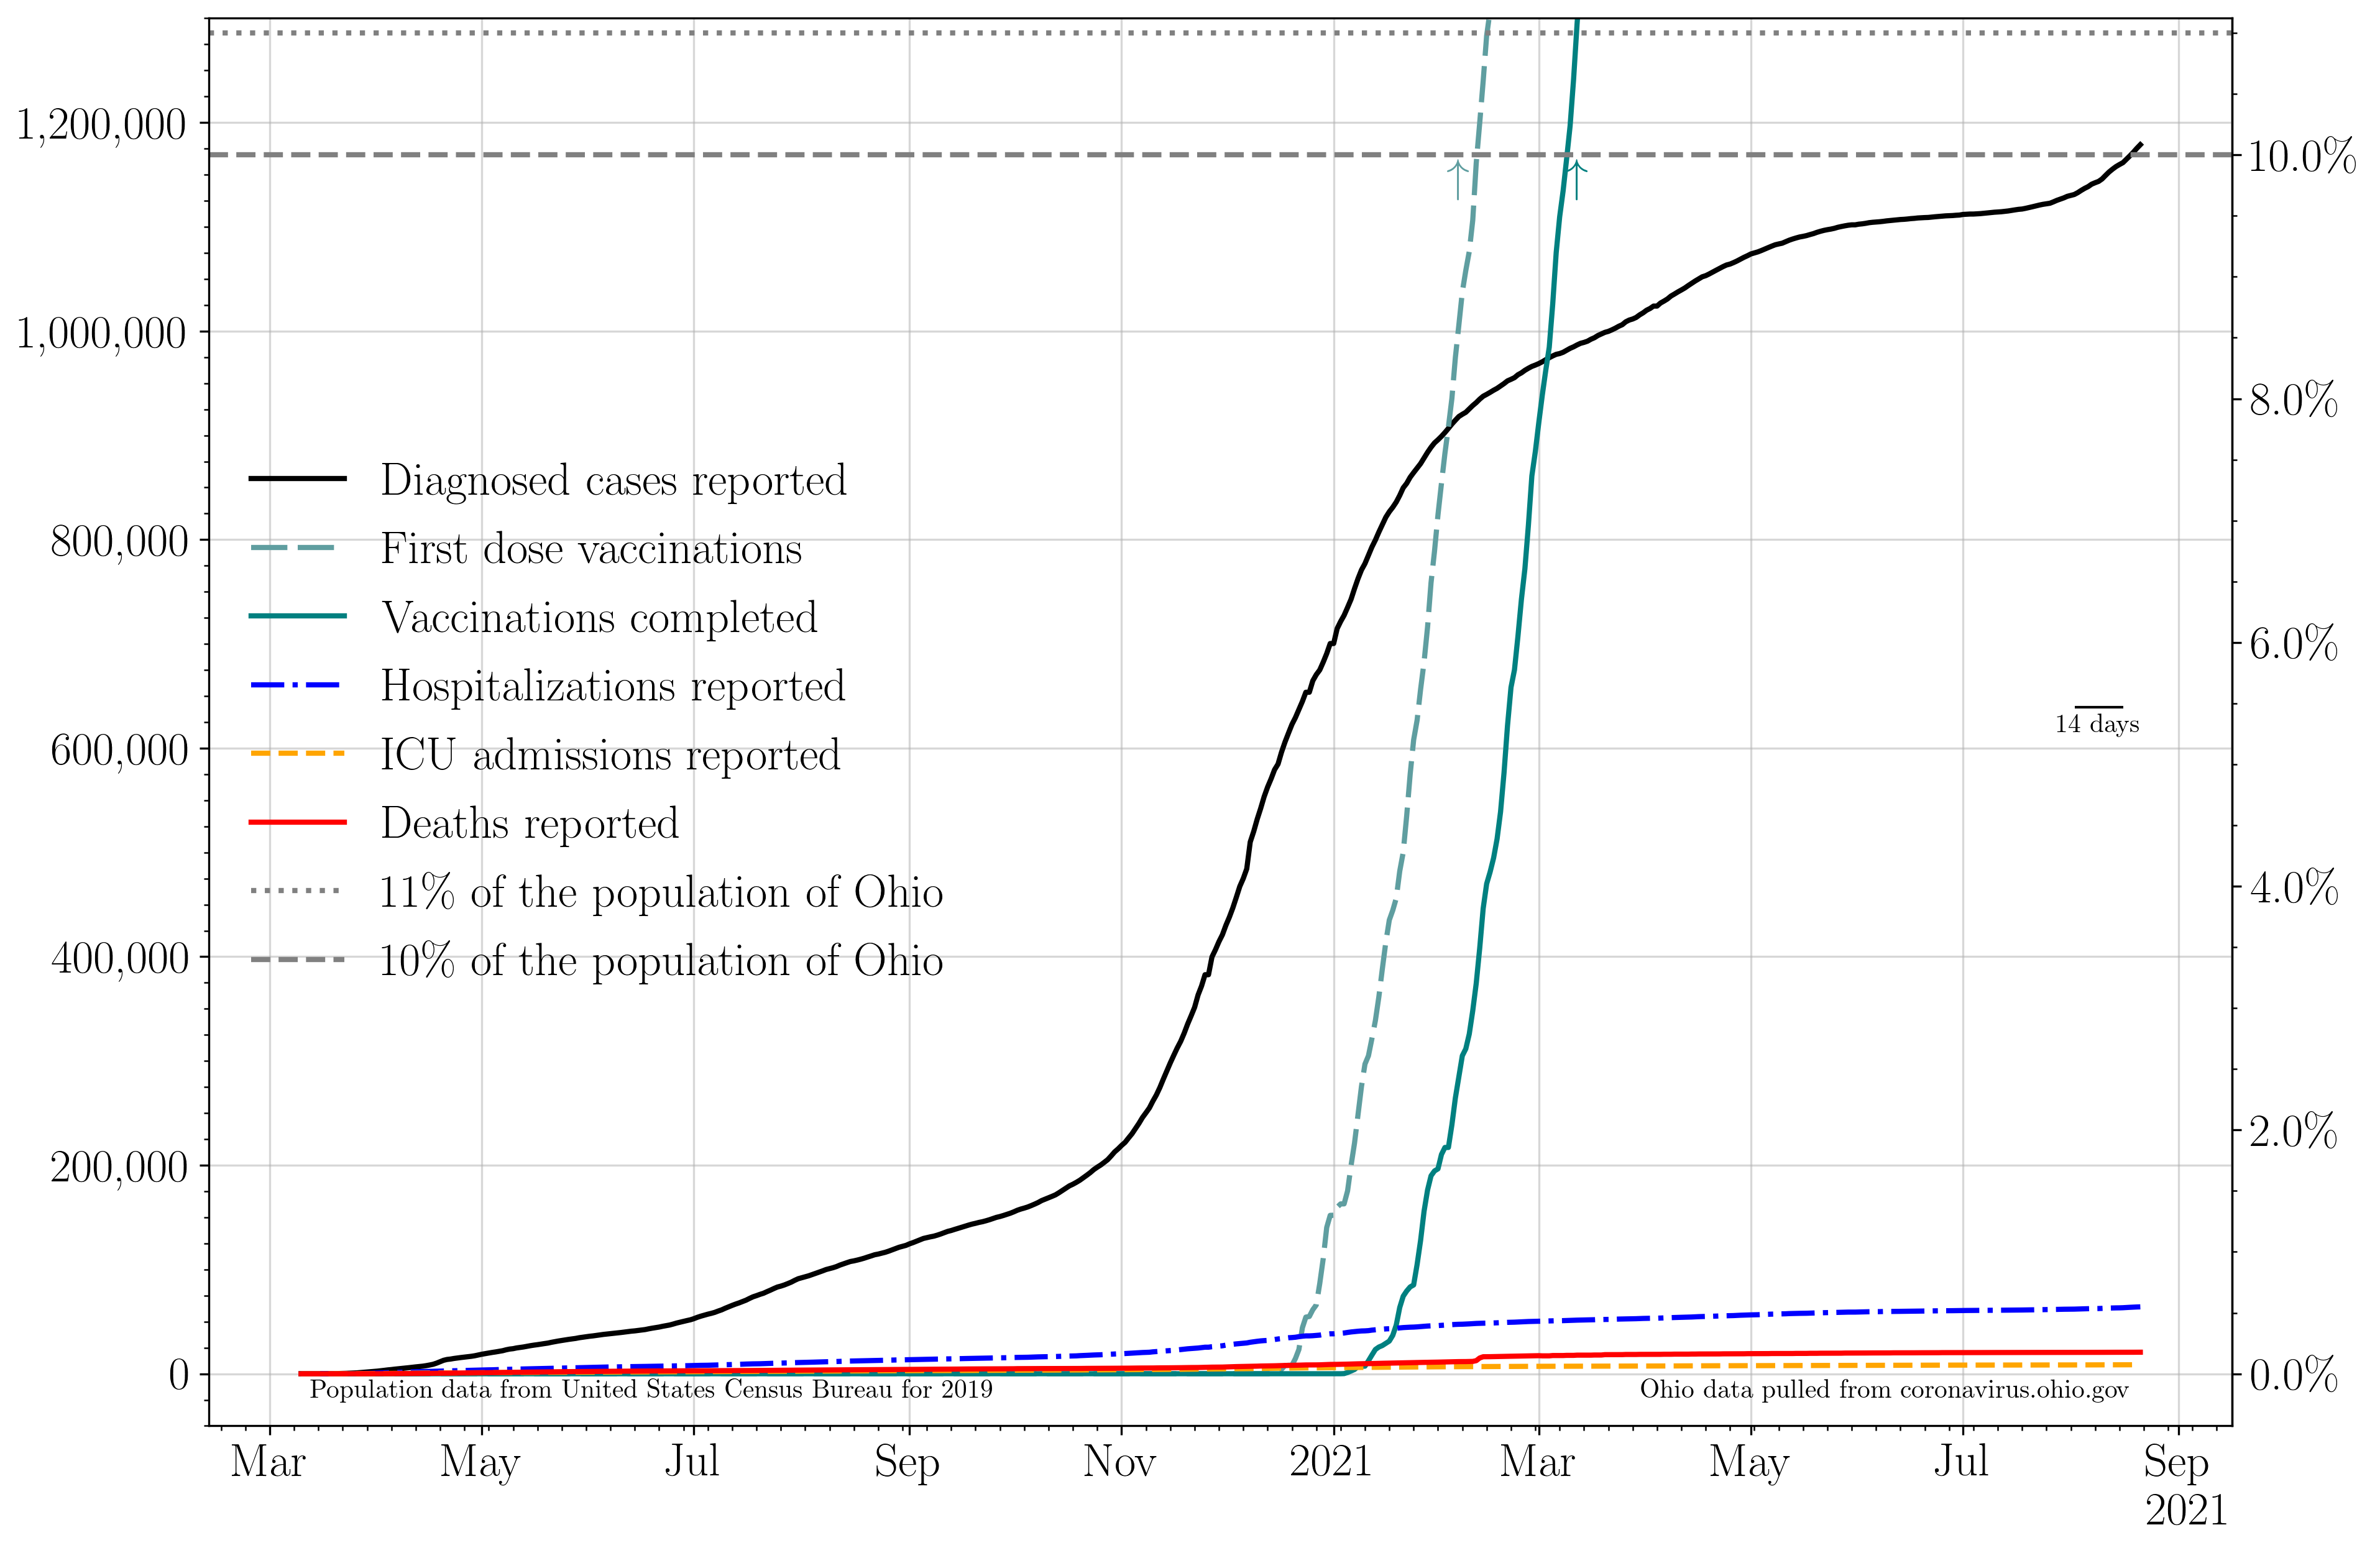 1,200,000
1,000,000
800,000
600,000
400,000
200,000
0
10.0%
8.0%
6.0%
4.0%
2.0%
0.0%
↑ ↑
Diagnosed cases reported
First dose vaccinations
Vaccinations completed
Hospitalizations reported
ICU admissions reported
Deaths reported
11% of the population of Ohio
10% of the population of Ohio
14 days
Population data from United States Census Bureau for 2019
Ohio data pulled from coronavirus.ohio.gov
Mar May Jul Sep Nov 2021 Mar May Jul Sep
2021